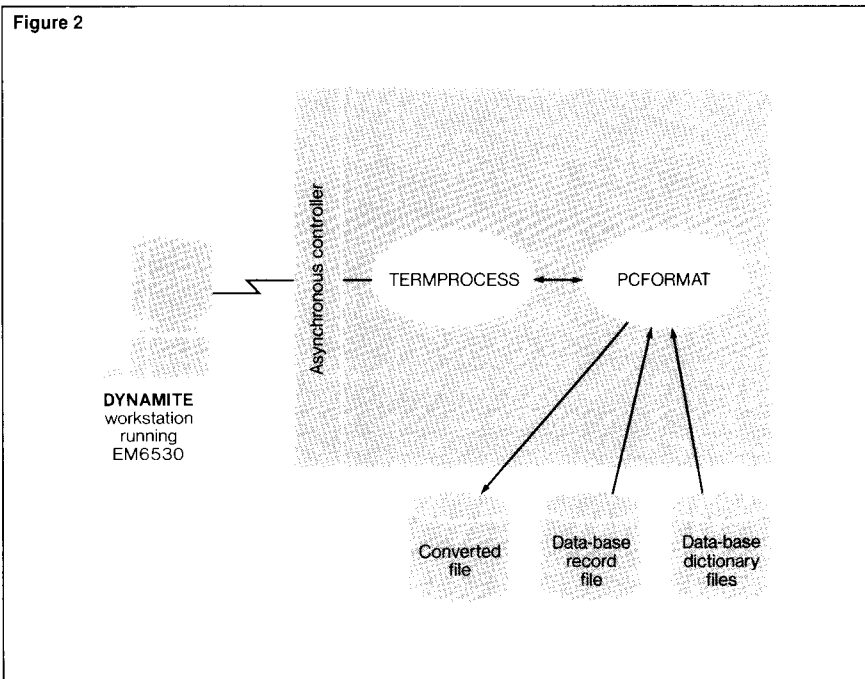 Figure 2
Asynchronous controller
TERMPROCESS
PCFORMAT
DYNAMITE
workstation
running
EM6530
Converted
file
Data-base
record
file
Data-base
dictionary
files